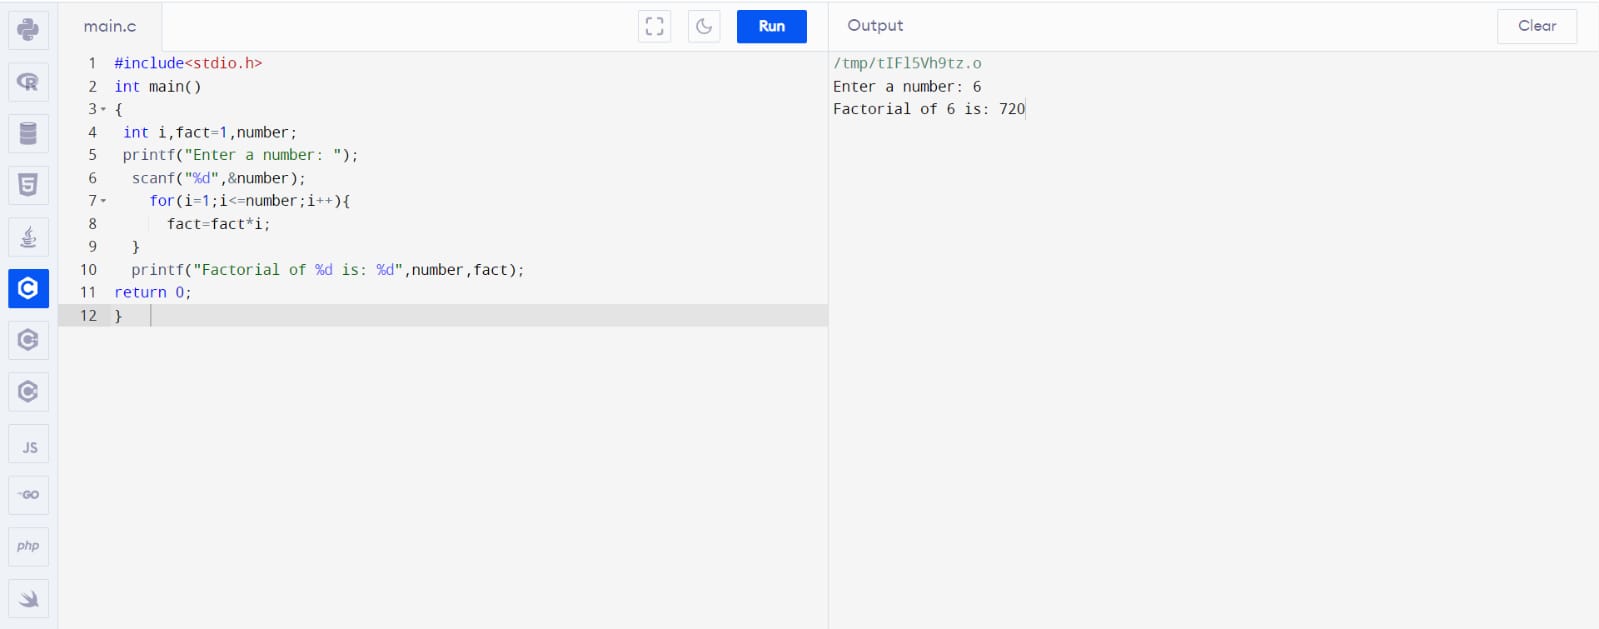 main.c
Run
1 #include<stdio.h>
2 int main()
3 {
4  int i,fact=1,number;
5  printf("Enter a number: ");
6   scanf("%d",&number);
7     for(i=1;i<=number;i++){
8       fact=fact*i;
9   }
10   printf("Factorial of %d is: %d",number,fact);
11 return 0;
12 }
Output
Clear
/tmp/tIFl5Vh9tz.o
Enter a number: 6
Factorial of 6 is: 720
R
5
C
C
C
JS
GO
php